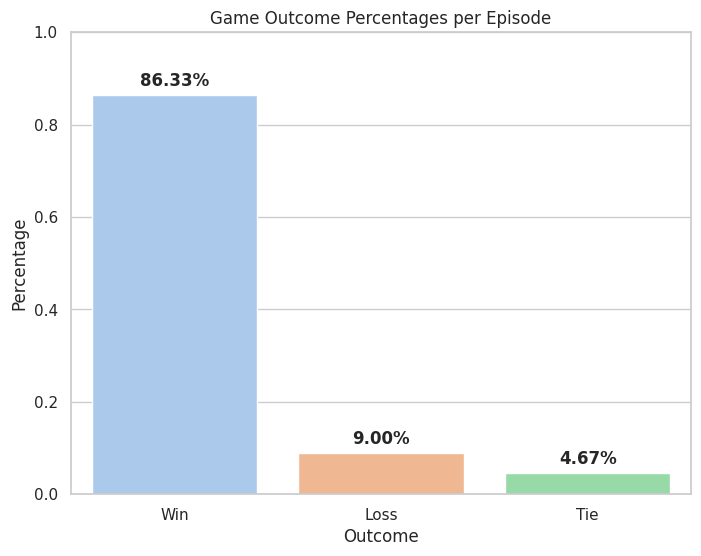 Game Outcome Percentages per Episode
1.0
0.8
0.6
0.4
0.2
0.0
Percentage
86.33%
9.00%
4.67%
Win Loss Tie
Outcome